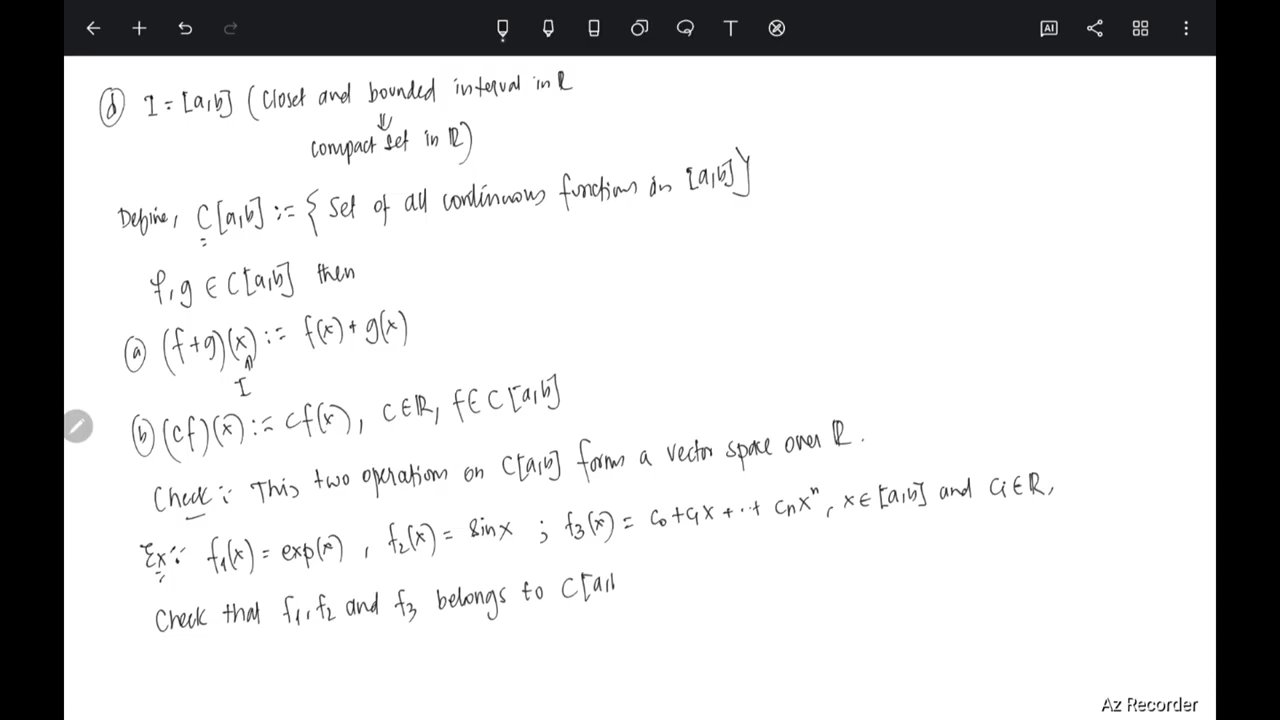 AI
T
ⓓ I = [a,b] (Closet and bounded interval in ℝ
⇓
compact set in ℝ)
Define, C[a,b] := { Set of all continuous functions on [a,b] }
f, g ∈ C[a,b] then
ⓐ (f+g)(x) := f(x) + g(x)
I
ⓑ (cf)(x) := cf(x), c∈ℝ, f∈ C[a,b]
Check: This two operations on C[a,b] forms a vector space over ℝ.
Ex: f₁(x) = exp(x), f₂(x) = sin x ; f₃(x) = c₀+c₁x+··+ cₙxⁿ, x∈ [a,b] and cᵢ∈ℝ,
Check that f₁, f₂ and f₃ belongs to C[a,b
Az Recorder